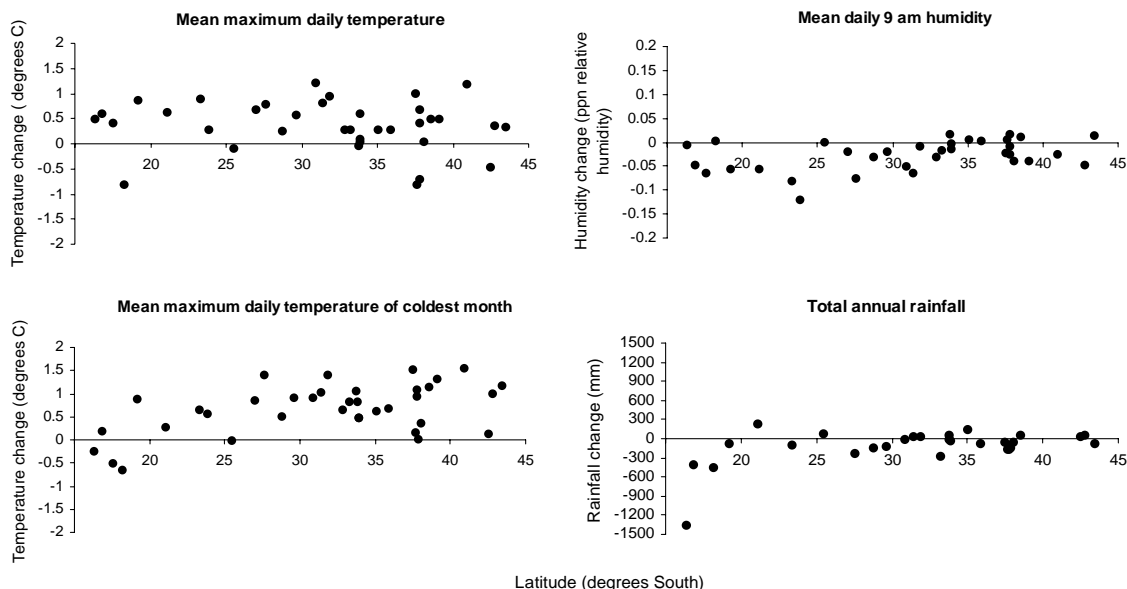 Mean maximum daily temperature
Temperature change ( degrees C)
2
1.5
1
0.5
0
-0.5
-1
-1.5
-2
20 25 30 35 40 45
Mean daily 9 am humidity
Humidity change (ppn relative
humidity)
0.2
0.15
0.1
0.05
0
-0.05
-0.1
-0.15
-0.2
20 25 30 35 40 45
Mean maximum daily temperature of coldest month
Temperature change (degrees C)
2
1.5
1
0.5
0
-0.5
-1
-1.5
-2
20 25 30 35 40 45
Total annual rainfall
Rainfall change (mm)
1500
1200
900
600
300
0
-300
-600
-900
-1200
-1500
20 25 30 35 40 45
Latitude (degrees South)